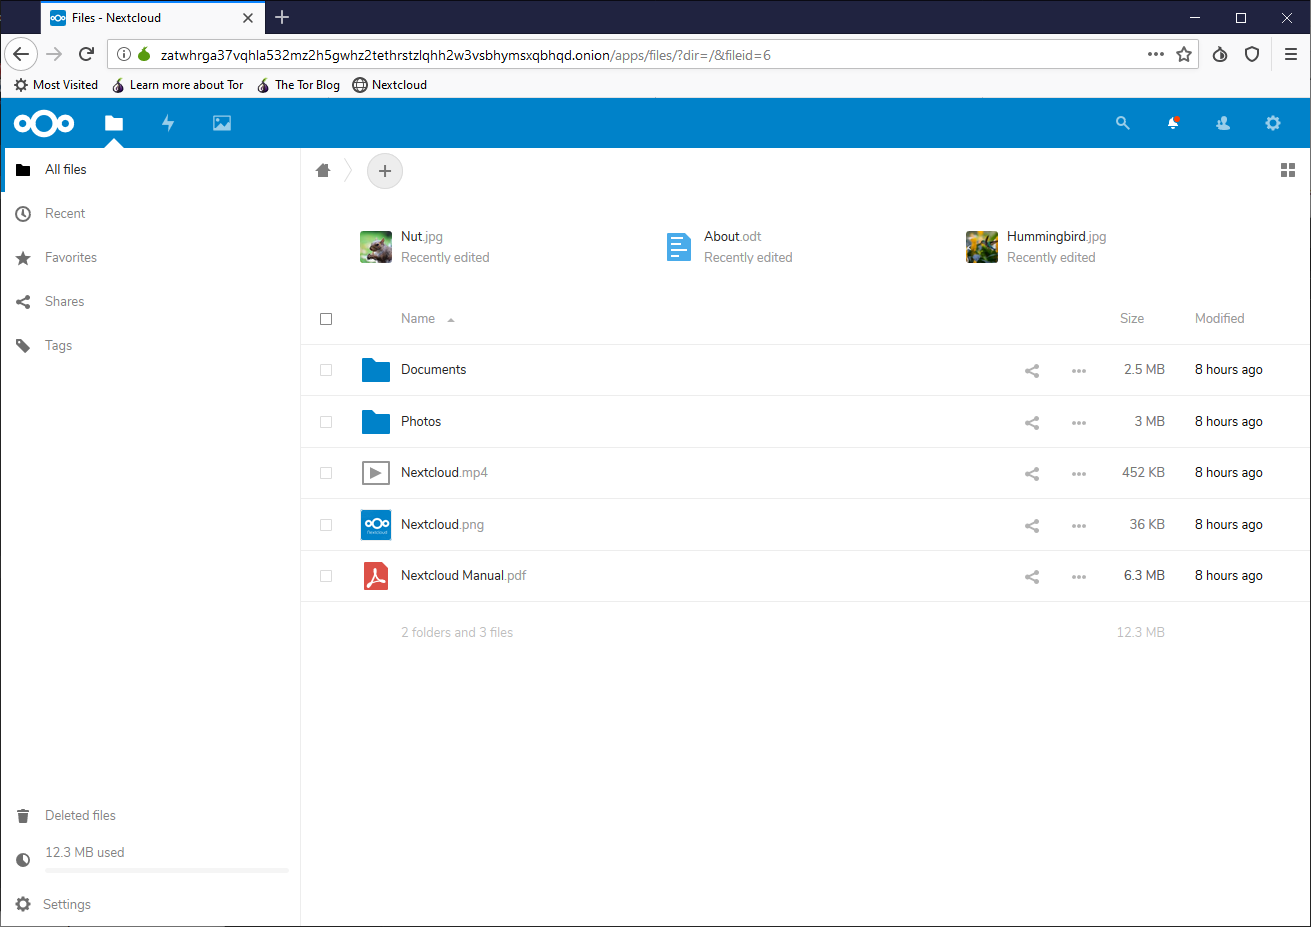 Files - Nextcloud
zatwhrga37vqhla532mz2h5gwhz2tethrstzlqhh2w3vsbhymsxqbhqd.onion/apps/files/?dir=/&fileid=6
Most Visited Learn more about Tor The Tor Blog Nextcloud
All files
Recent
Favorites
Shares
Tags
Nut.jpg
Recently edited
About.odt
Recently edited
Hummingbird.jpg
Recently edited
Name Size Modified
Documents 2.5 MB 8 hours ago
Photos 3 MB 8 hours ago
Nextcloud.mp4 452 KB 8 hours ago
Nextcloud.png 36 KB 8 hours ago
Nextcloud Manual.pdf 6.3 MB 8 hours ago
2 folders and 3 files 12.3 MB
Deleted files
12.3 MB used
Settings